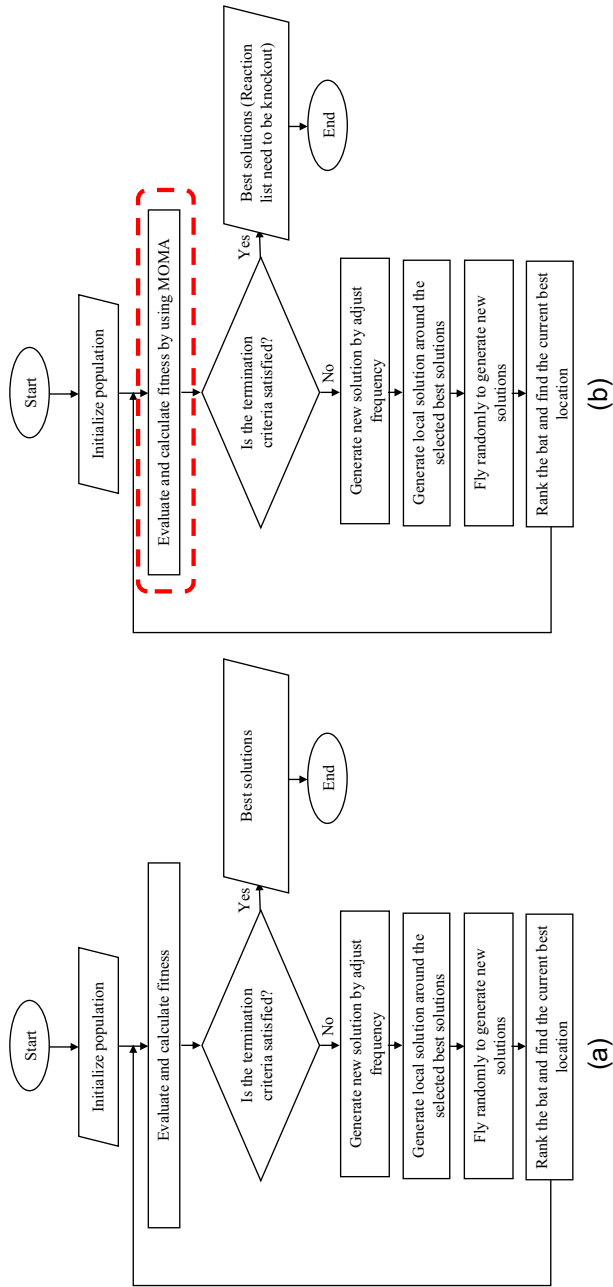 Start
Initialize population
Evaluate and calculate fitness
Is the termination
criteria satisfied?
Yes
Best solutions
End
No
Generate new solution by adjust
frequency
Generate local solution around the
selected best solutions
Fly randomly to generate new
solutions
Rank the bat and find the current best
location
(a)
Start
Initialize population
Evaluate and calculate fitness by using MOMA
Is the termination
criteria satisfied?
Yes
Best solutions (Reaction
list need to be knockout)
End
No
Generate new solution by adjust
frequency
Generate local solution around the
selected best solutions
Fly randomly to generate new
solutions
Rank the bat and find the current best
location
(b)